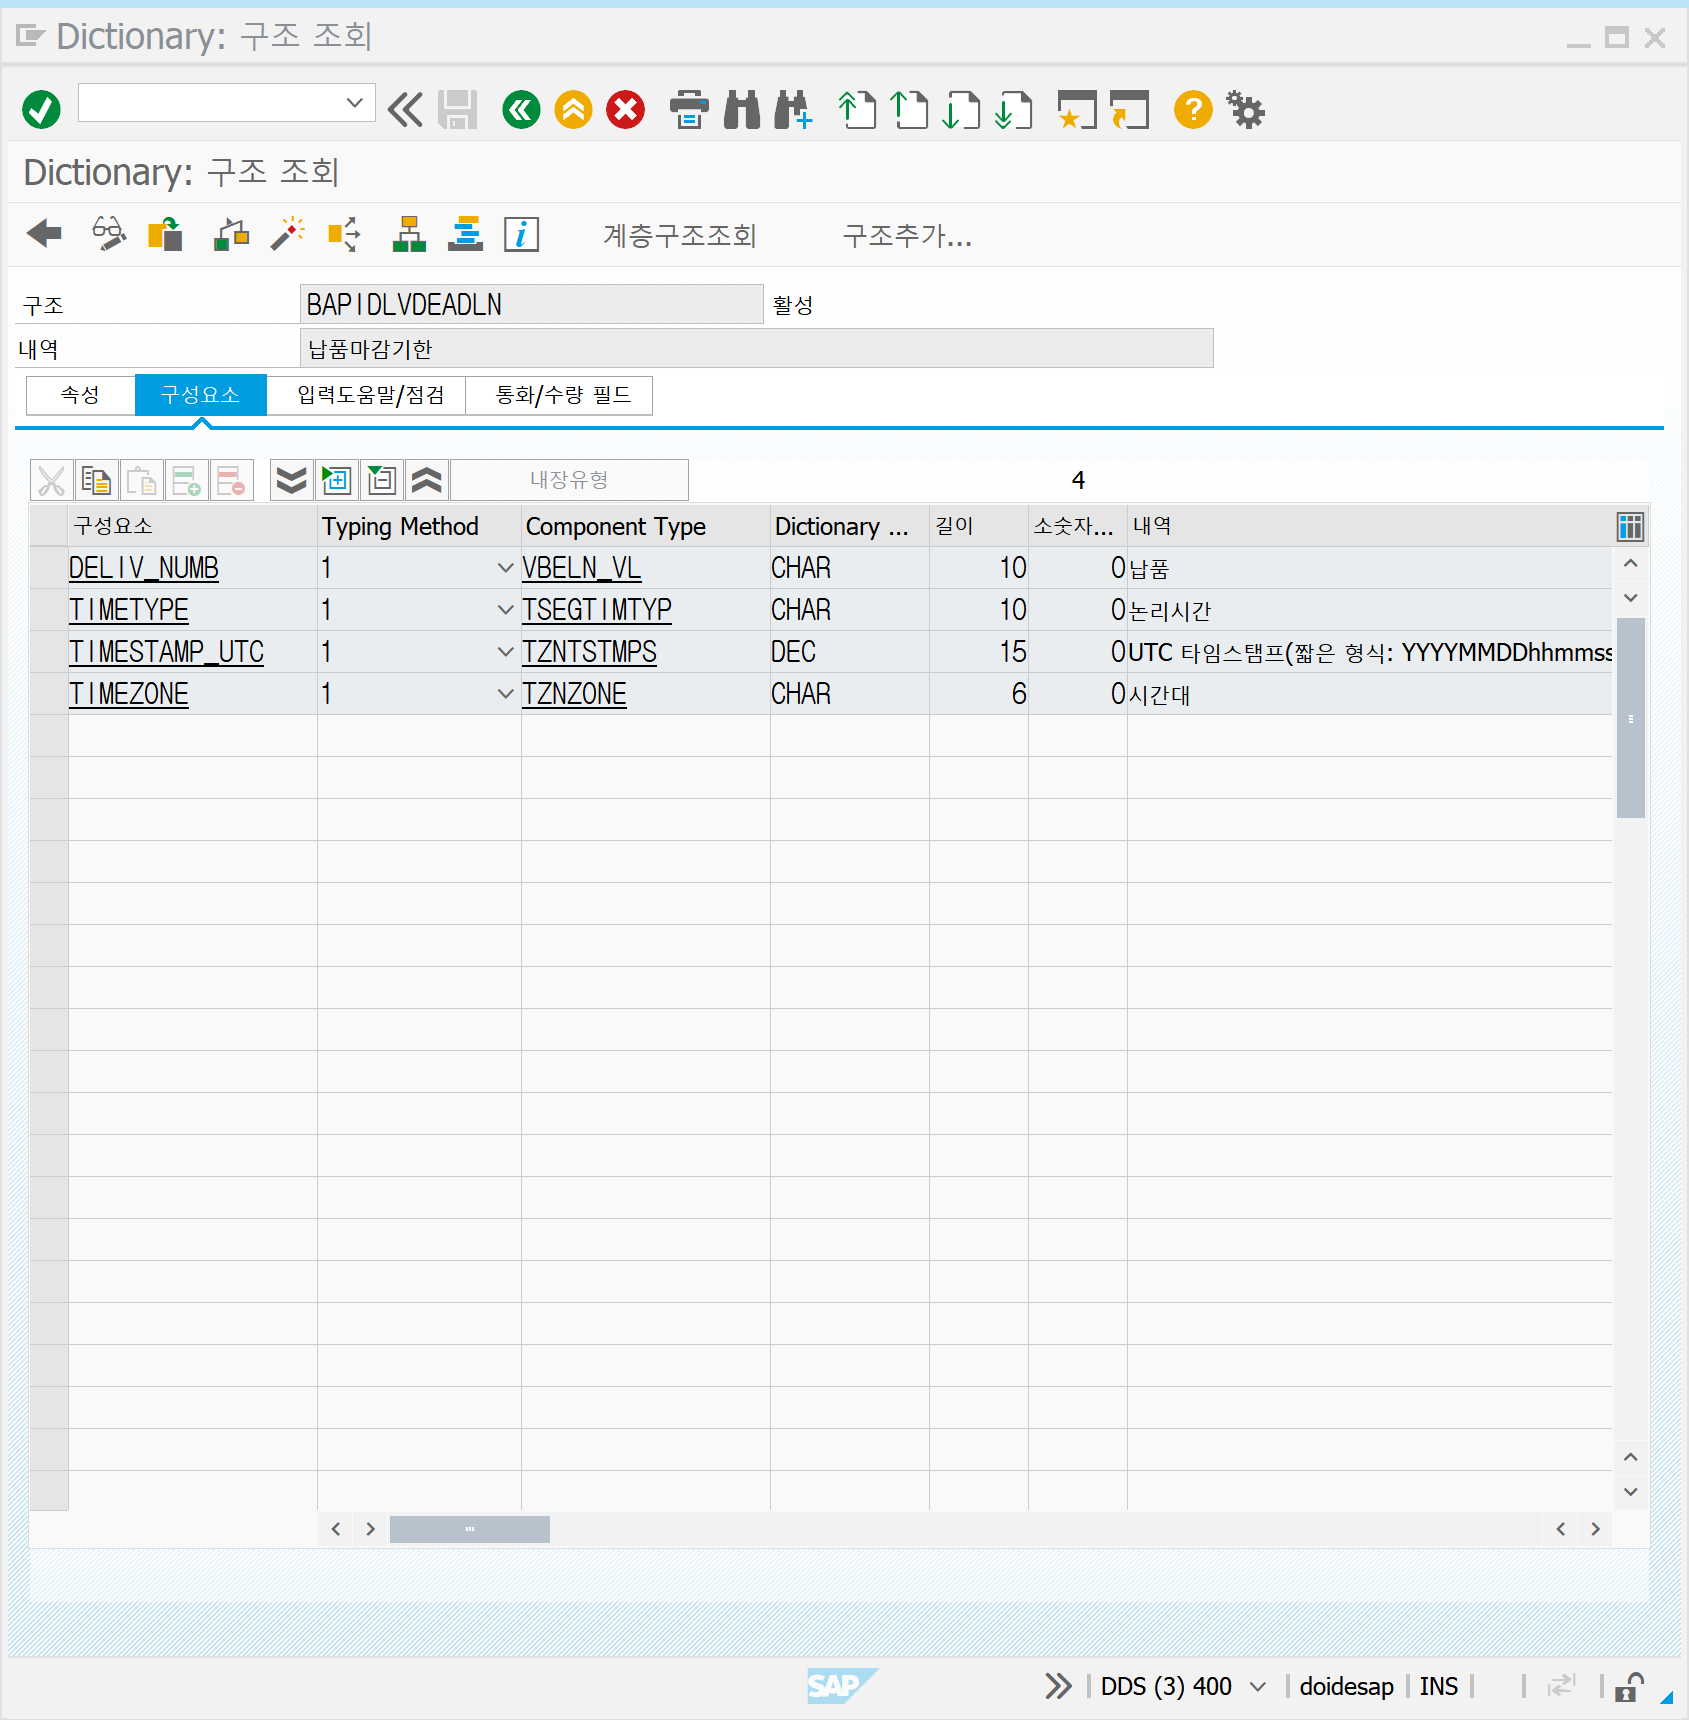 Dictionary: 구조 조회
Dictionary: 구조 조회
계층구조조회 구조추가...
구조 BAPIDLVDEADLN 활성
내역 납품마감기한
속성 구성요소 입력도움말/점검 통화/수량 필드
내장유형 4
구성요소 Typing Method Component Type Dictionary ... 길이 소숫자... 내역
DELIV_NUMB 1 VBELN_VL CHAR 10 0 납품
TIMETYPE 1 TSEGTIMTYP CHAR 10 0 논리시간
TIMESTAMP_UTC 1 TZNTSTMPS DEC 15 0 UTC 타임스탬프(짧은 형식: YYYYMMDDhhmmss
TIMEZONE 1 TZNZONE CHAR 6 0 시간대
SAP DDS (3) 400 doidesap INS